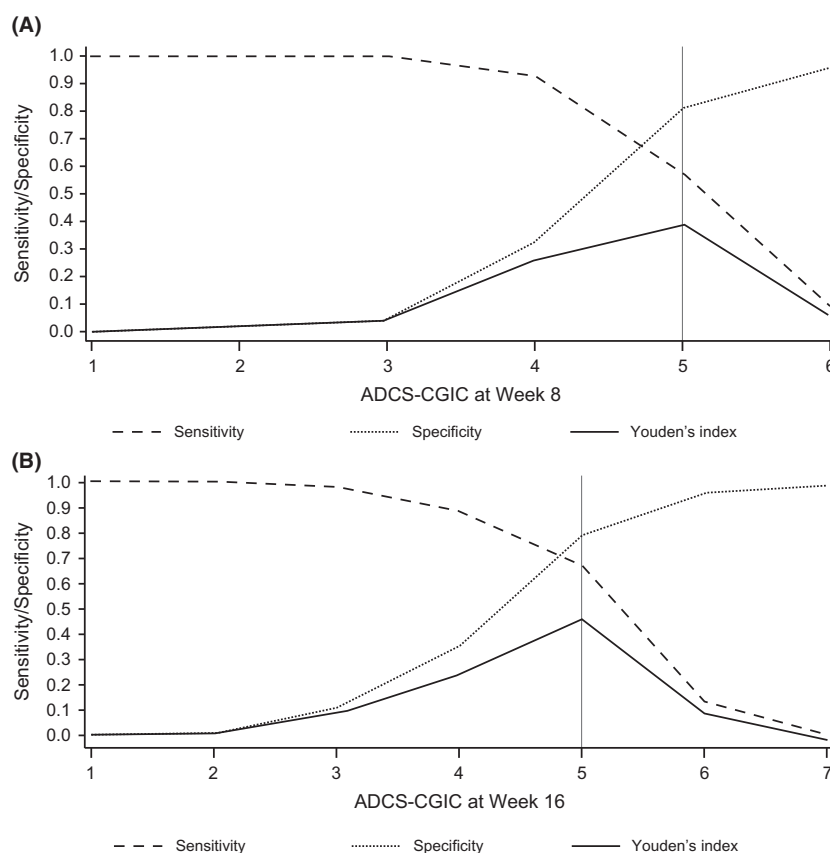 (A)
Sensitivity/Specificity
1.0
0.9
0.8
0.7
0.6
0.5
0.4
0.3
0.2
0.1
0.0
1 2 3 4 5 6
ADCS-CGIC at Week 8
Sensitivity Specificity Youden's index
(B)
Sensitivity/Specificity
1.0
0.9
0.8
0.7
0.6
0.5
0.4
0.3
0.2
0.1
0.0
1 2 3 4 5 6 7
ADCS-CGIC at Week 16
Sensitivity Specificity Youden's index